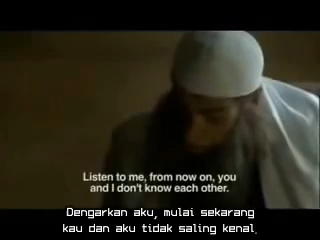 Listen to me, from now on, you
and I don't know each other.
Dengarkan aku, mulai sekarang
kau dan aku tidak saling kenal.